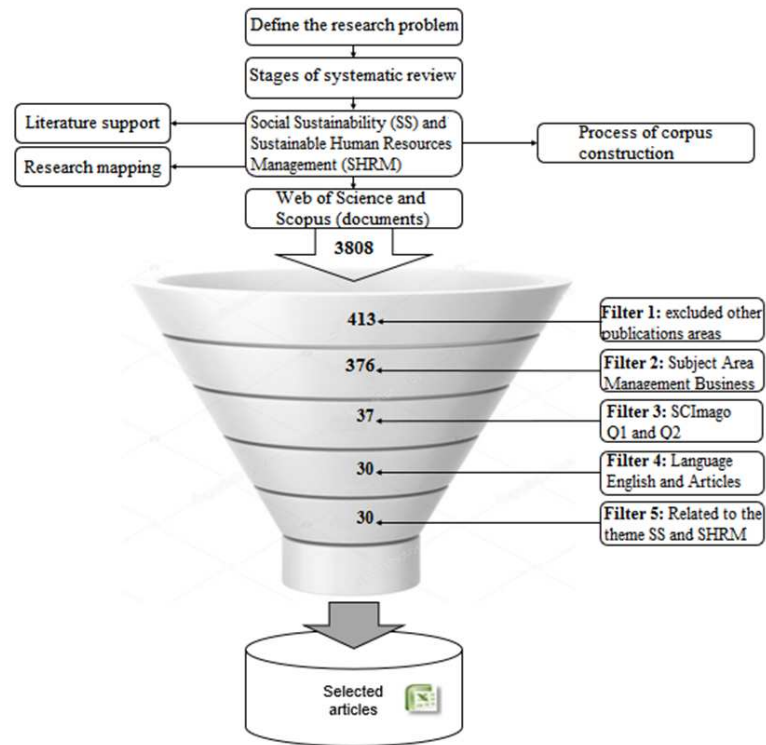 Define the research problem
Stages of systematic review
Literature support
Research mapping
Social Sustainability (SS) and
Sustainable Human Resources
Management (SHRM)
Process of corpus
construction
Web of Science and
Scopus (documents)
3808
413
Filter 1: excluded other
publications areas
376
Filter 2: Subject Area
Management Business
37
Filter 3: SCImago
Q1 and Q2
30
Filter 4: Language
English and Articles
30
Filter 5: Related to the
theme SS and SHRM
Selected
articles